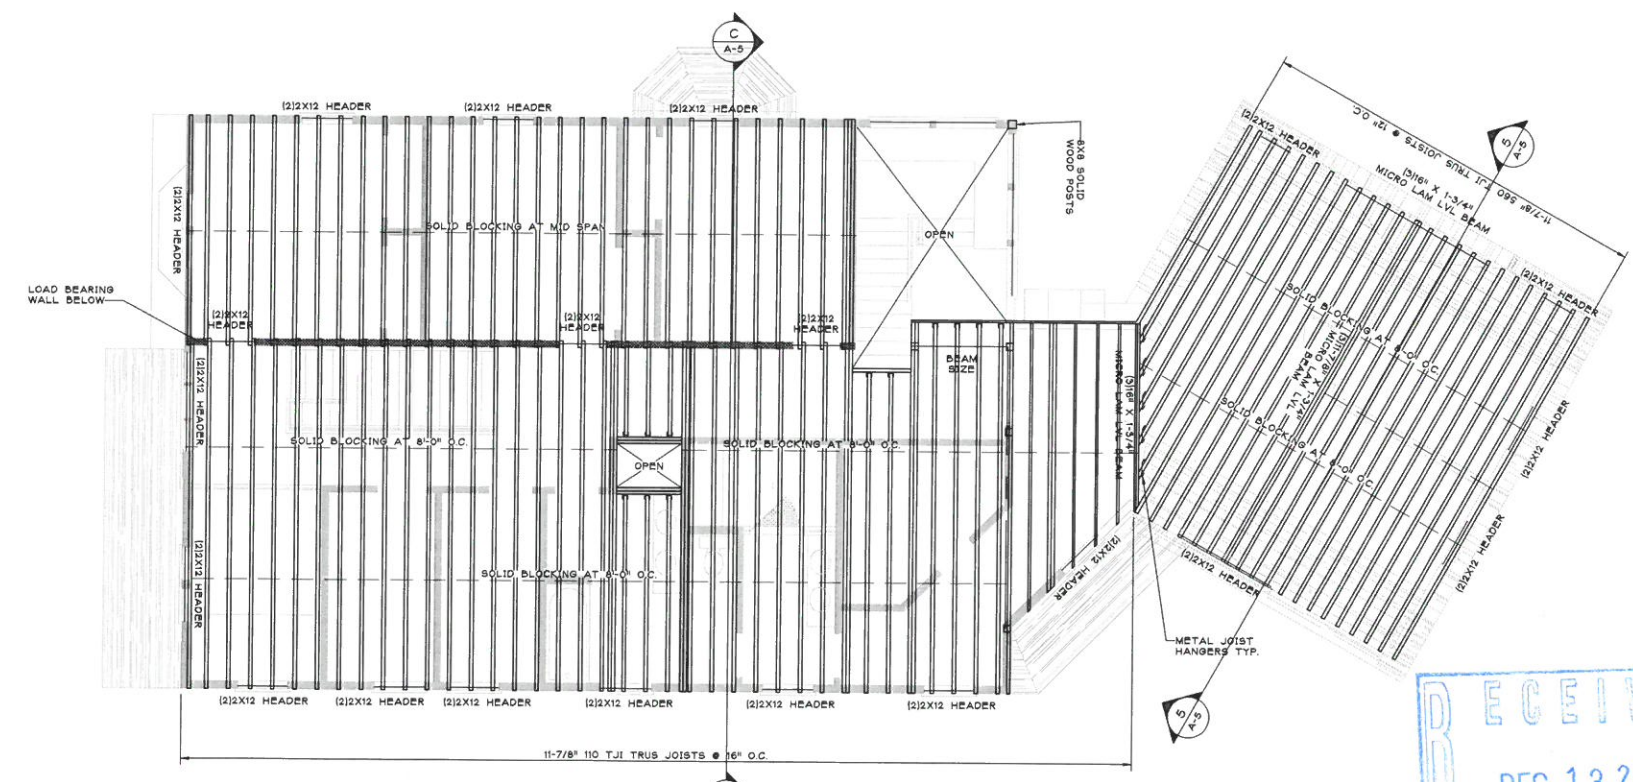 C
A-5
(2)2X12 HEADER
(2)2X12 HEADER
(2)2X12 HEADER
8X8 SOLID
WOOD POSTS
(2)2X12 HEADER
SOLID BLOCKING AT MID SPAN
OPEN
LOAD BEARING
WALL BELOW
(2)2X12
HEADER
(2)2X12
HEADER
(2)2X12
HEADER
BEAM
SIZE
(2)2X12 HEADER
SOLID BLOCKING AT 8'-0" O.C.
OPEN
SOLID BLOCKING AT 8'-0" O.C.
(3)16" X 1-3/4"
MICRO LAM LVL BEAM
(2)2X12 HEADER
SOLID BLOCKING AT 8'-0" O.C.
(2)2X12 HEADER
(2)2X12 HEADER
(2)2X12 HEADER
(2)2X12 HEADER
(2)2X12 HEADER
(2)2X12 HEADER
(2)2X12 HEADER
11-7/8" 110 TJI TRUS JOISTS @ 16" O.C.
11-7/8" 560 TJI TRUS JOISTS @ 12" O.C.
5
A-5
(2)2X12 HEADER
(3)16" X 1-3/4"
MICRO LAM LVL BEAM
(2)2X12 HEADER
SOLID BLOCKING AT 8'-0" O.C.
11-7/8" X 1-3/4"
MICRO LAM LVL
BEAM
SOLID BLOCKING AT 8'-0" O.C.
(2)2X12 HEADER
(2)2X12 HEADER
(2)2X12 HEADER
METAL JOIST
HANGERS TYP.
5
A-5
ECEI
DEC 13 2